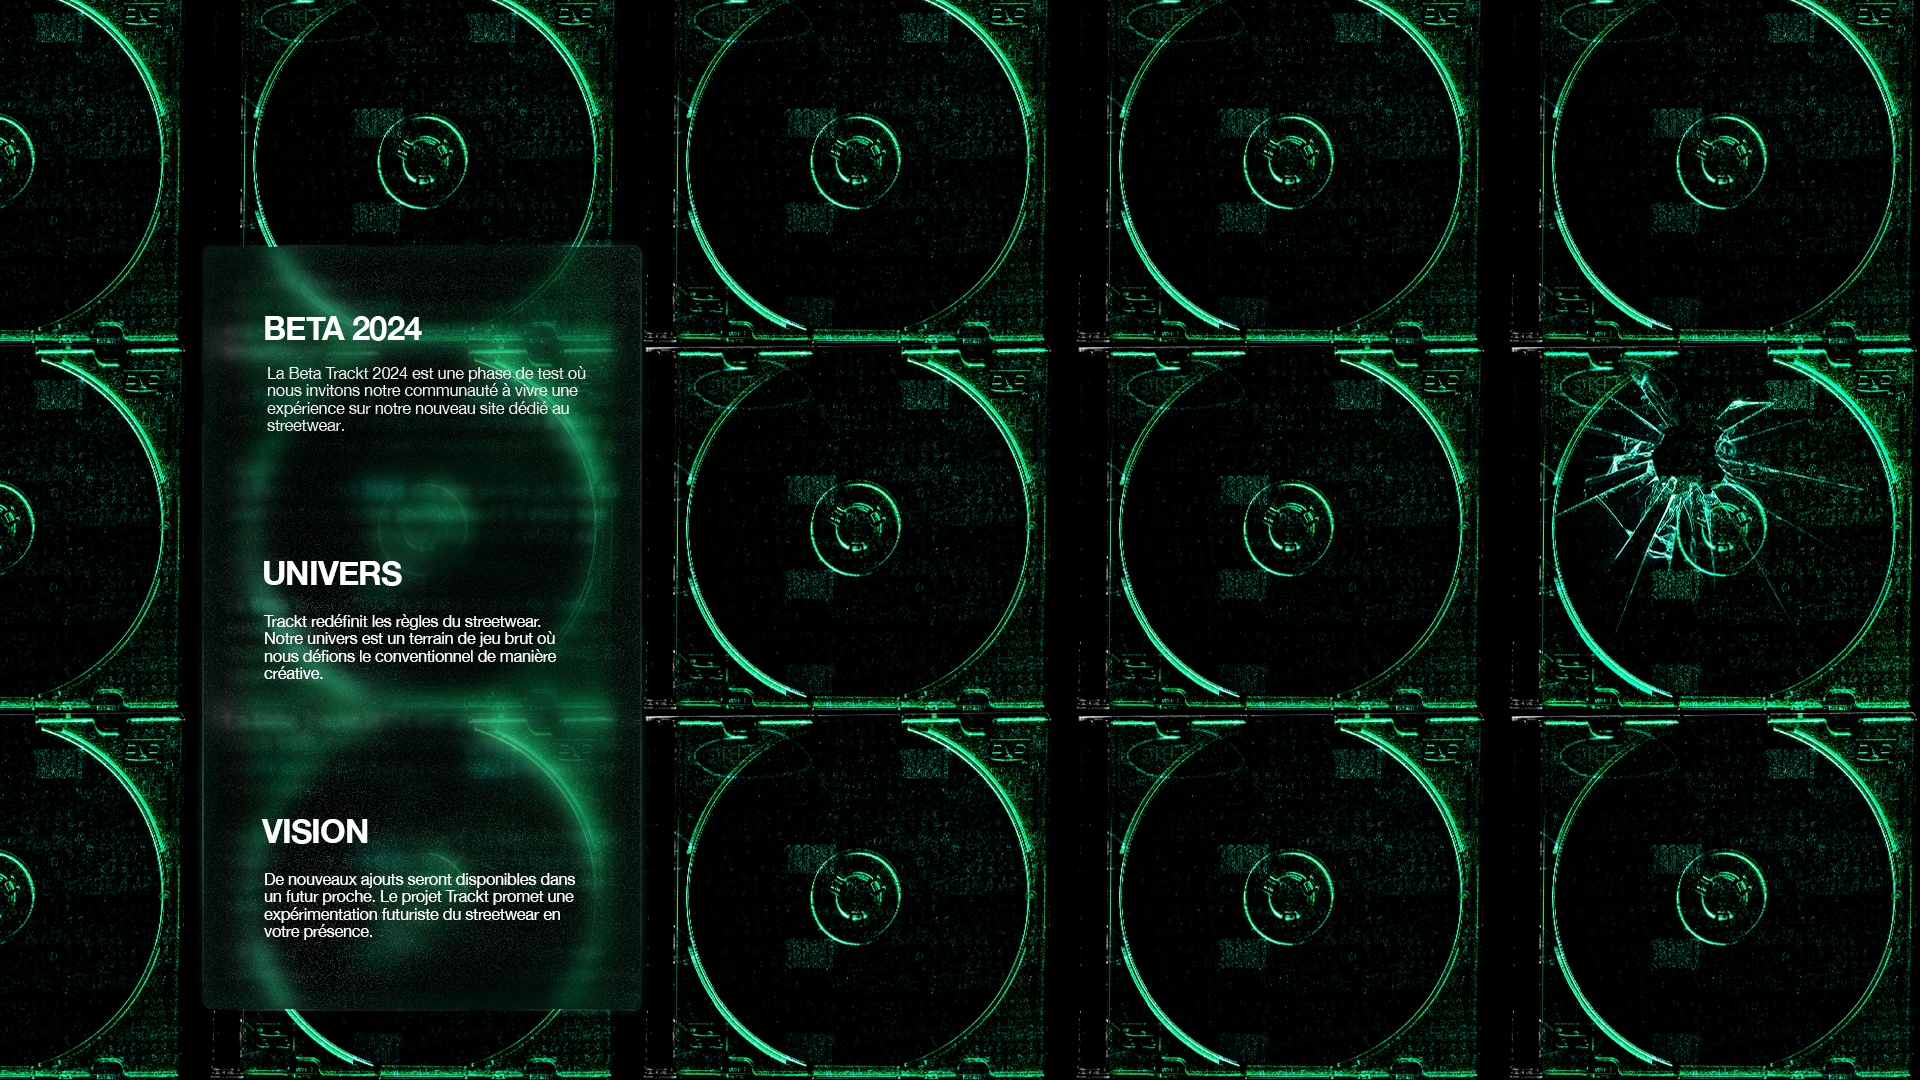 BETA 2024
La Beta Trackt 2024 est une phase de test où
nous invitons notre communauté à vivre une
expérience sur notre nouveau site dédié au
streetwear.
UNIVERS
Trackt redéfinit les règles du streetwear.
Notre univers est un terrain de jeu brut où
nous défions le conventionnel de manière
créative.
VISION
De nouveaux ajouts seront disponibles dans
un futur proche. Le projet Trackt promet une
expérimentation futuriste du streetwear en
votre présence.